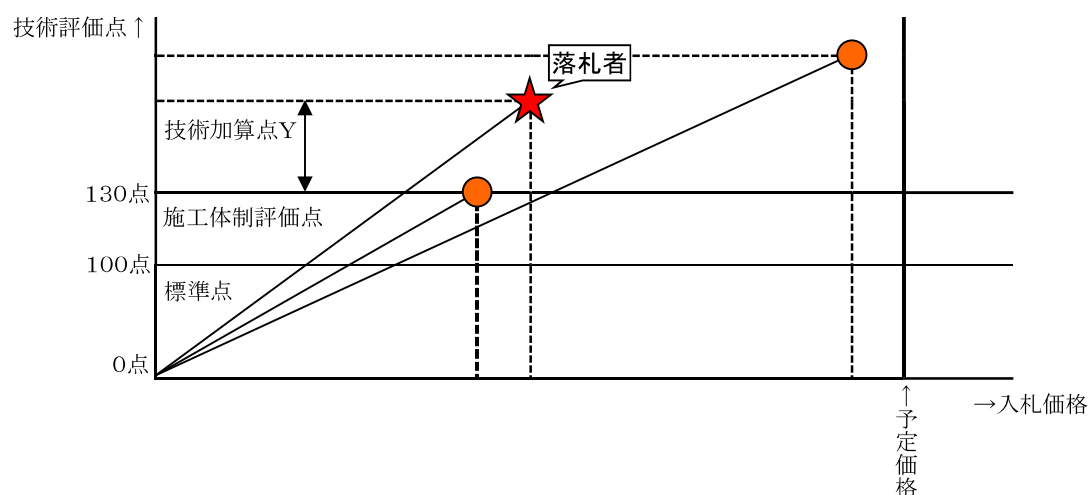 技術評価点↑
落札者
技術加算点Y
130点
施工体制評価点
100点
標準点
0点
→入札価格
↑予定価格